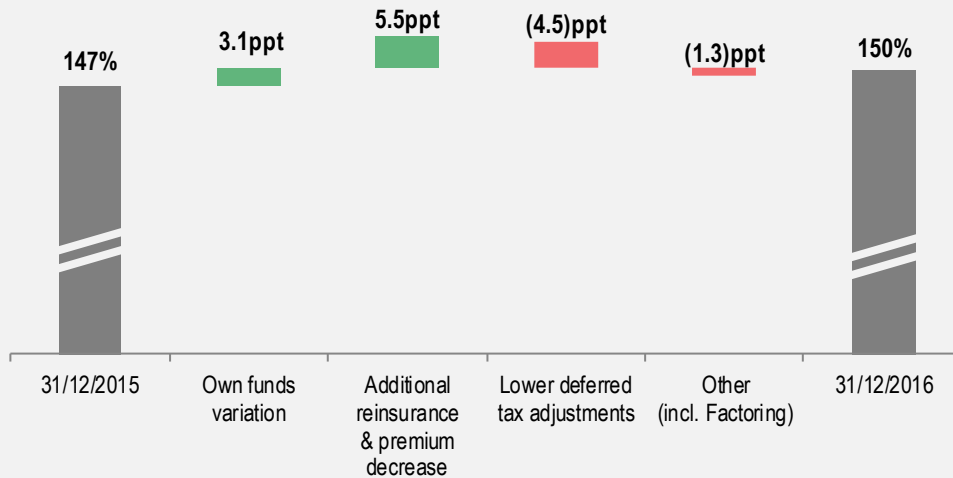 147%
3.1ppt
5.5ppt
(4.5)ppt
(1.3)ppt
150%
31/12/2015
Own funds
variation
Additional
reinsurance
& premium
decrease
Lower deferred
tax adjustments
Other
(incl. Factoring)
31/12/2016